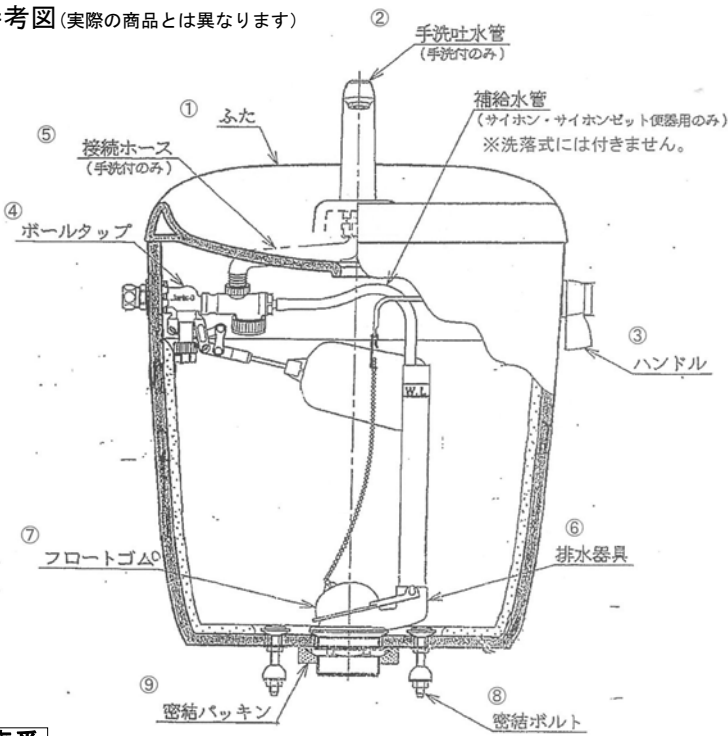 考図(実際の商品とは異なります)
②
手洗吐水管
(手洗付のみ)
①
ふた
補給水管
(サイホン・サイホンゼット便器用のみ)
※洗落式には付きません。
⑤
接続ホース
(手洗付のみ)
④
ボールタップ
③
ハンドル
W.L
⑦
フロートゴム
⑥
排水器具
⑨
密結パッキン
⑧
密結ボルト